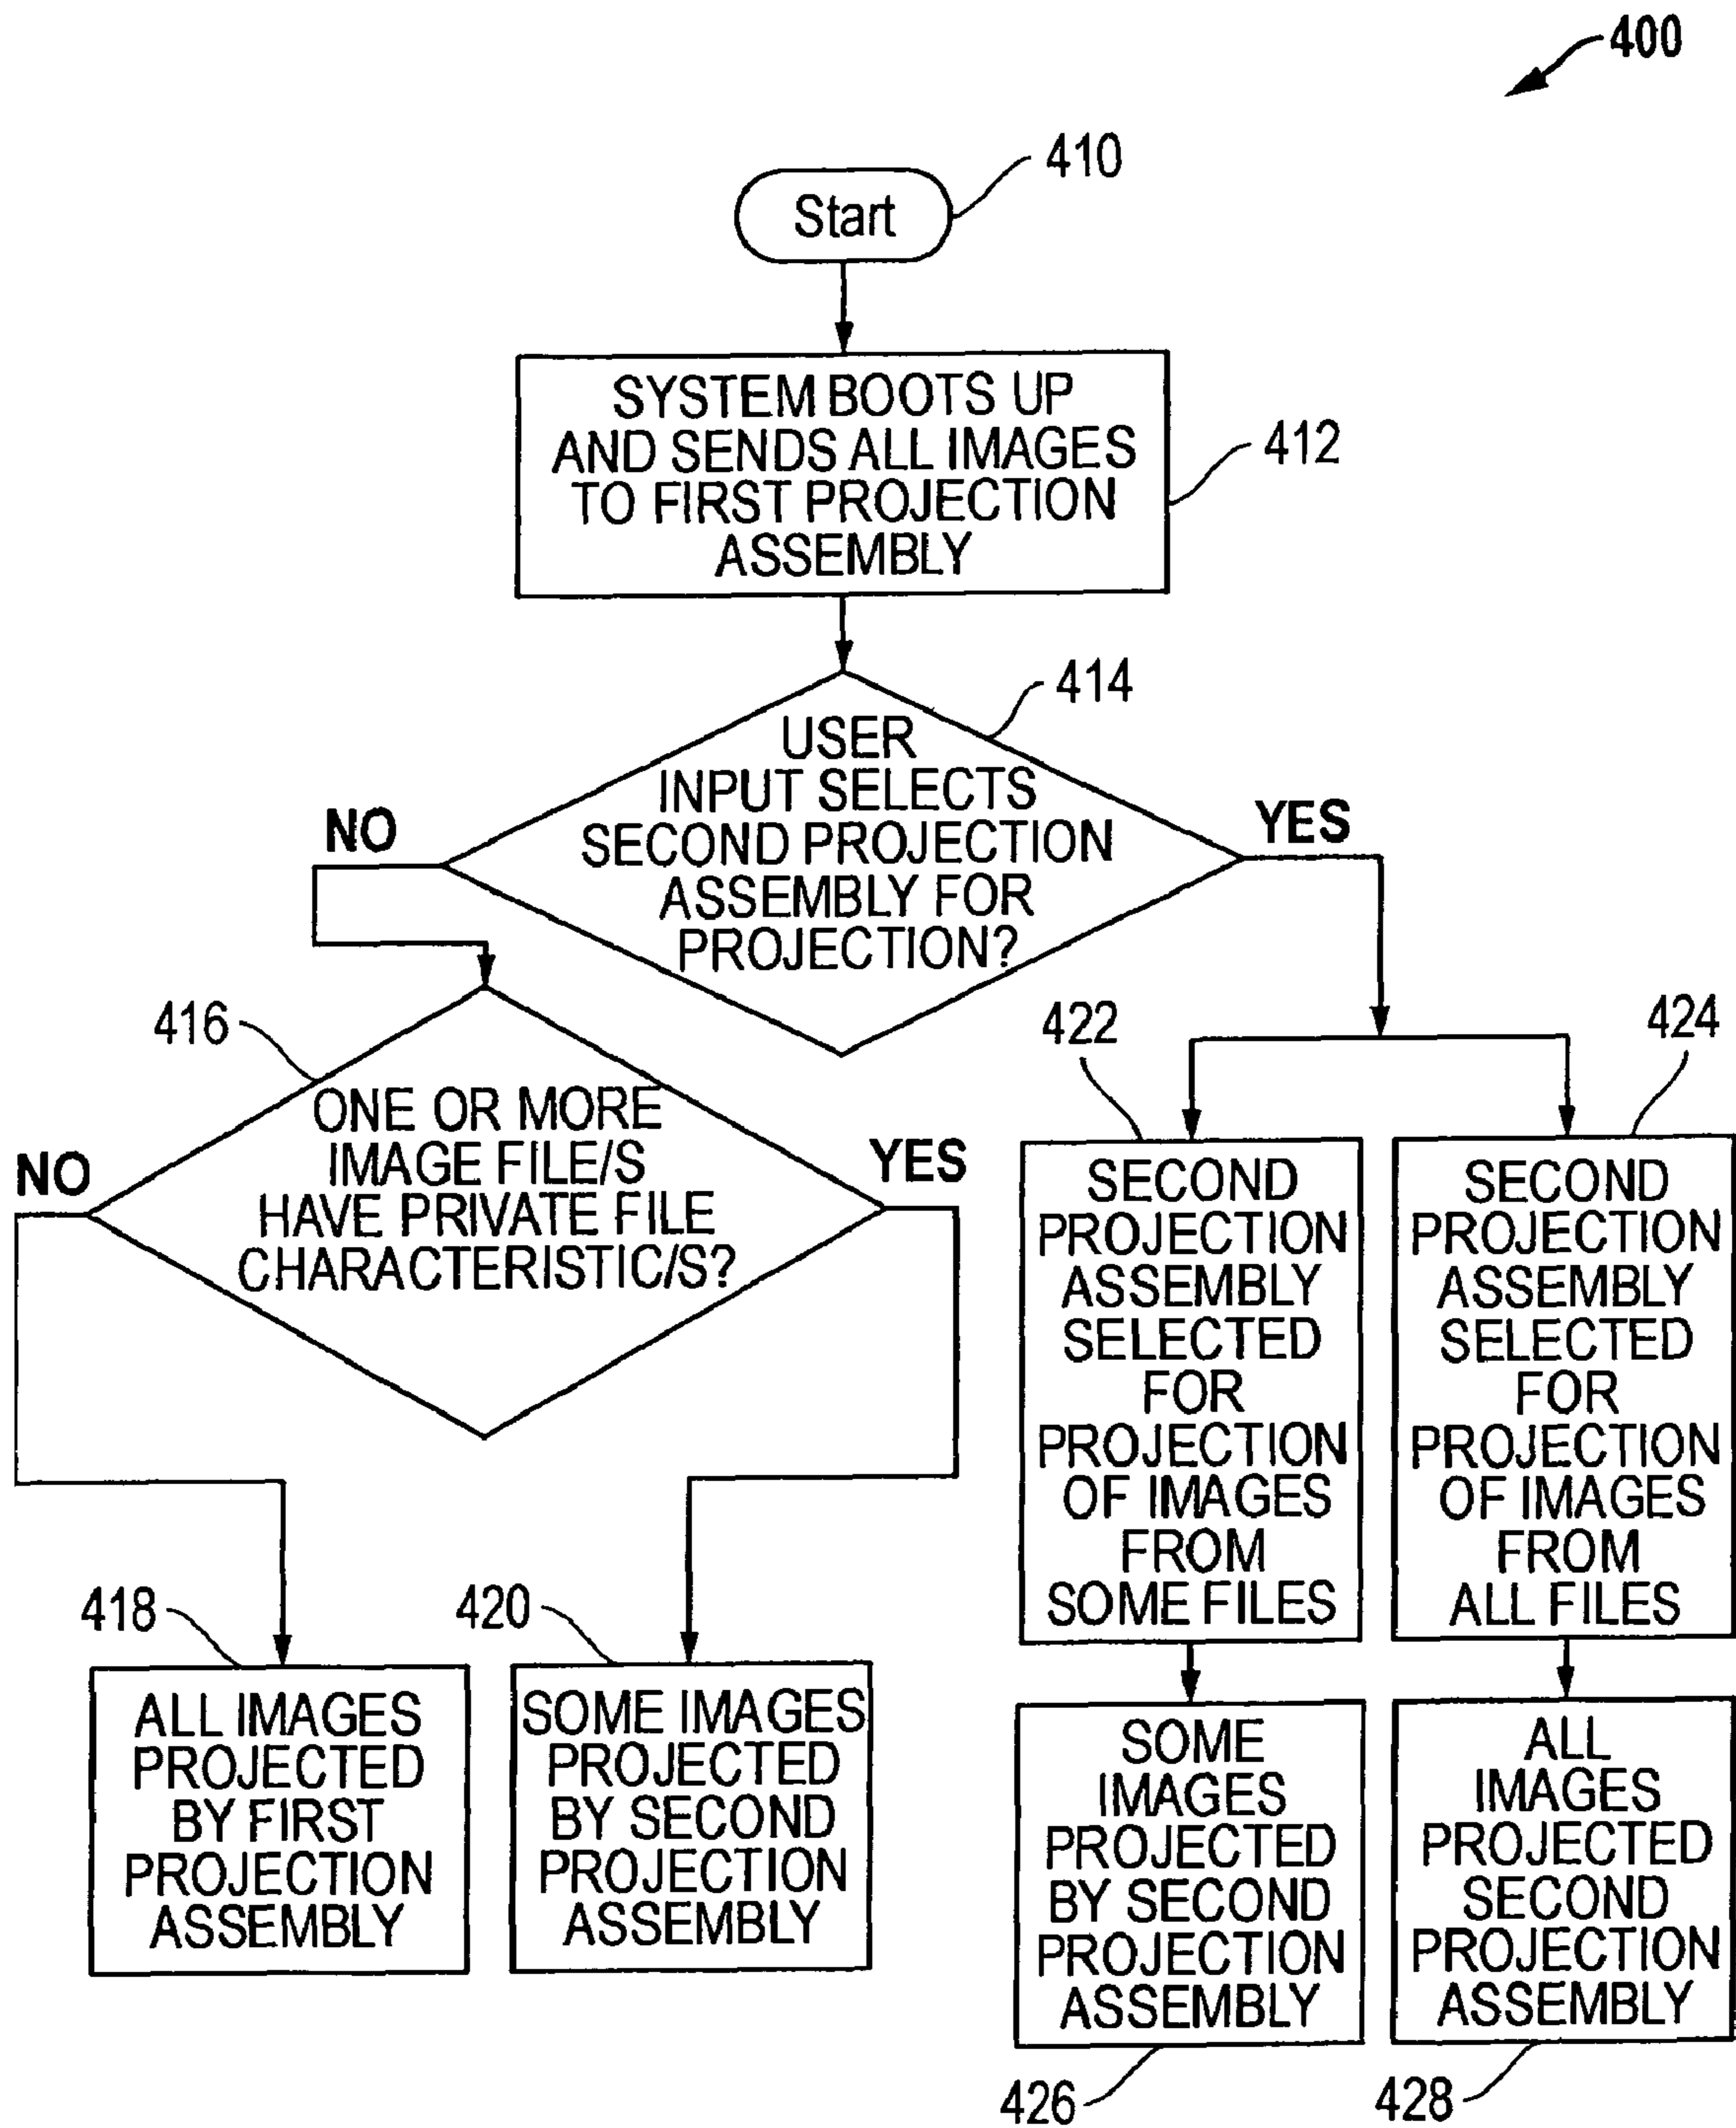 400
410
Start
SYSTEM BOOTS UP
AND SENDS ALL IMAGES
TO FIRST PROJECTION
ASSEMBLY
412
414
USER
INPUT SELECTS
SECOND PROJECTION
ASSEMBLY FOR
PROJECTION?
NO
YES
416
ONE OR MORE
IMAGE FILE/S
HAVE PRIVATE FILE
CHARACTERISTIC/S?
NO
YES
422
SECOND
PROJECTION
ASSEMBLY
SELECTED
FOR
PROJECTION
OF IMAGES
FROM
SOME FILES
424
SECOND
PROJECTION
ASSEMBLY
SELECTED
FOR
PROJECTION
OF IMAGES
FROM
ALL FILES
418
ALL IMAGES
PROJECTED
BY FIRST
PROJECTION
ASSEMBLY
420
SOME IMAGES
PROJECTED
BY SECOND
PROJECTION
ASSEMBLY
SOME
IMAGES
PROJECTED
BY SECOND
PROJECTION
ASSEMBLY
426
ALL
IMAGES
PROJECTED
SECOND
PROJECTION
ASSEMBLY
428